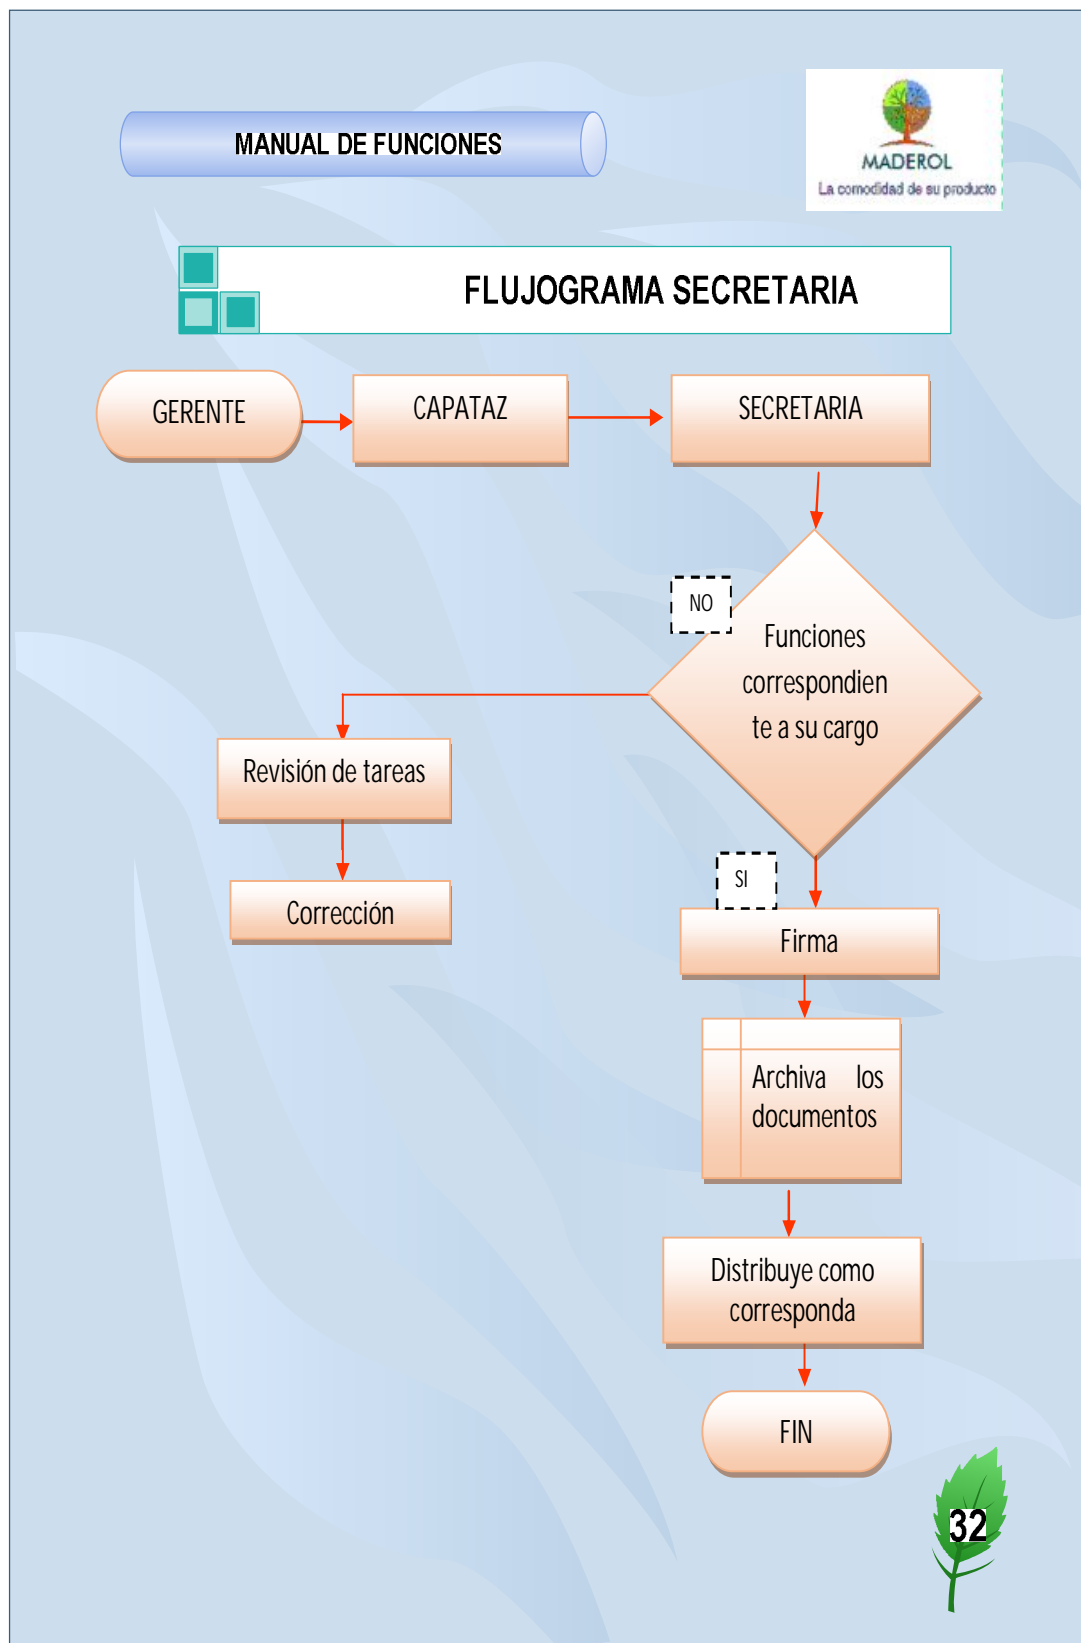 MANUAL DE FUNCIONES
MADEROL
La comodidad de su producto
FLUJOGRAMA SECRETARIA
GERENTE
CAPATAZ
SECRETARIA
NO
Funciones
correspondien
te a su cargo
Revisión de tareas
SI
Corrección
Firma
Archiva los
documentos
Distribuye como
corresponda
FIN
32